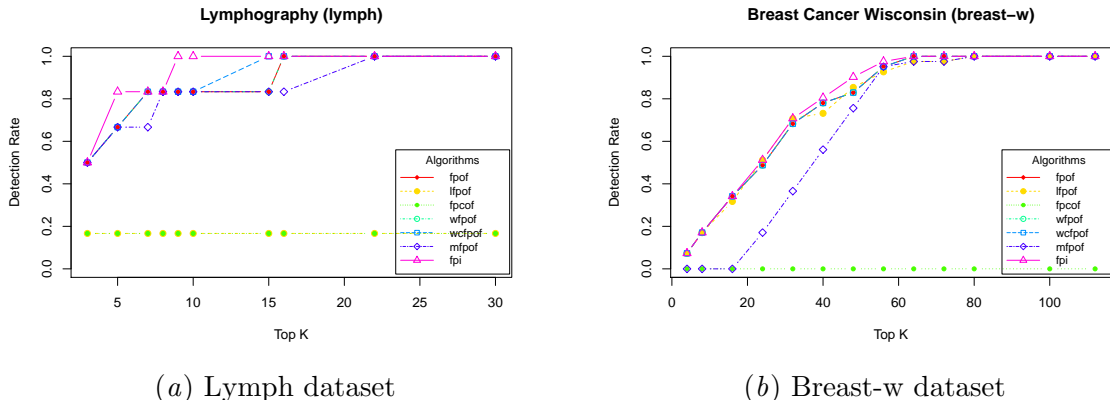 Lymphography (lymph)
Detection Rate
1.0
0.8
0.6
0.4
0.2
0.0
Algorithms
fpof
lfpof
fpcof
wfpof
wcfpof
mfpof
fpi
5 10 15 20 25 30
Top K
(a) Lymph dataset
Breast Cancer Wisconsin (breast−w)
Detection Rate
1.0
0.8
0.6
0.4
0.2
0.0
Algorithms
fpof
lfpof
fpcof
wfpof
wcfpof
mfpof
fpi
0 20 40 60 80 100
Top K
(b) Breast-w dataset